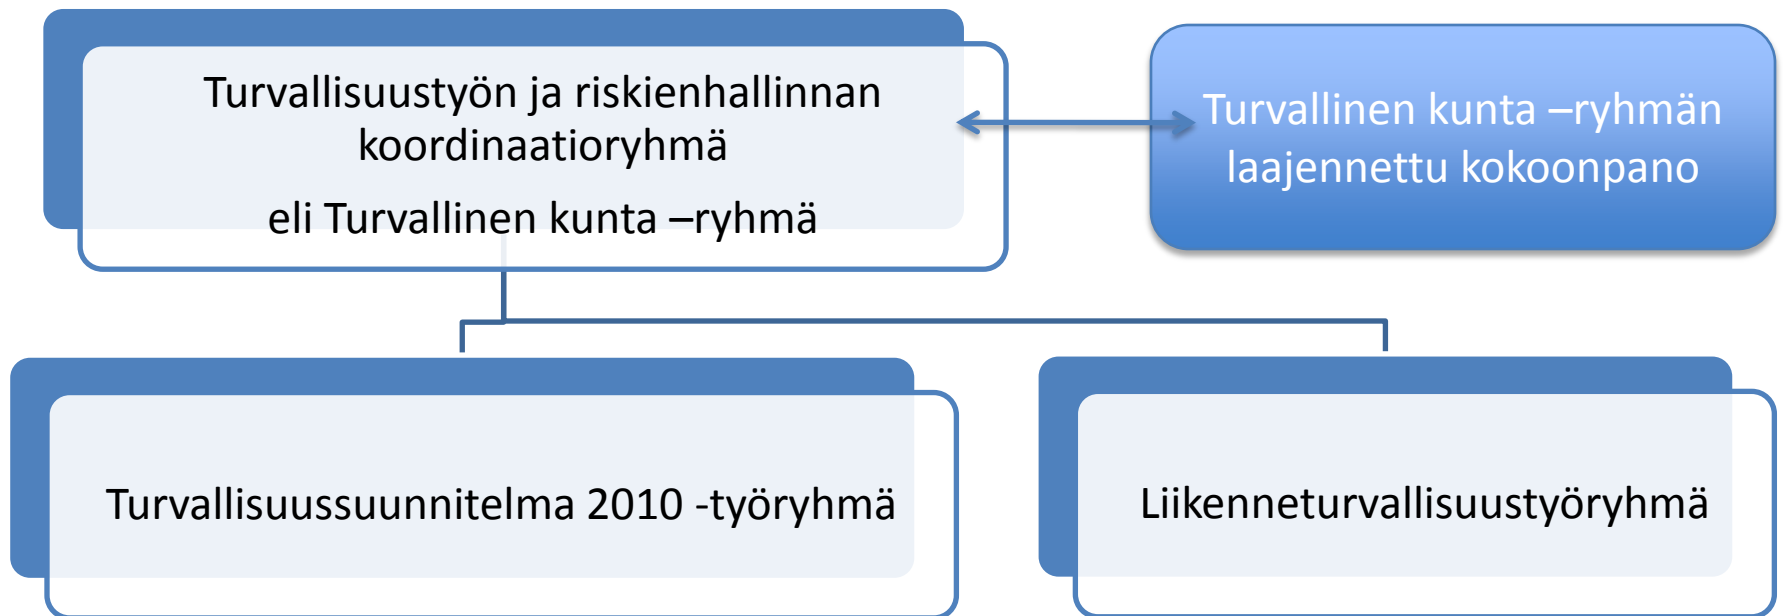 Turvallisuustyön ja riskienhallinnan
koordinaatioryhmä
eli Turvallinen kunta –ryhmä
Turvallinen kunta –ryhmän
laajennettu kokoonpano
Turvallisuussuunnitelma 2010 -työryhmä
Liikenneturvallisuustyöryhmä